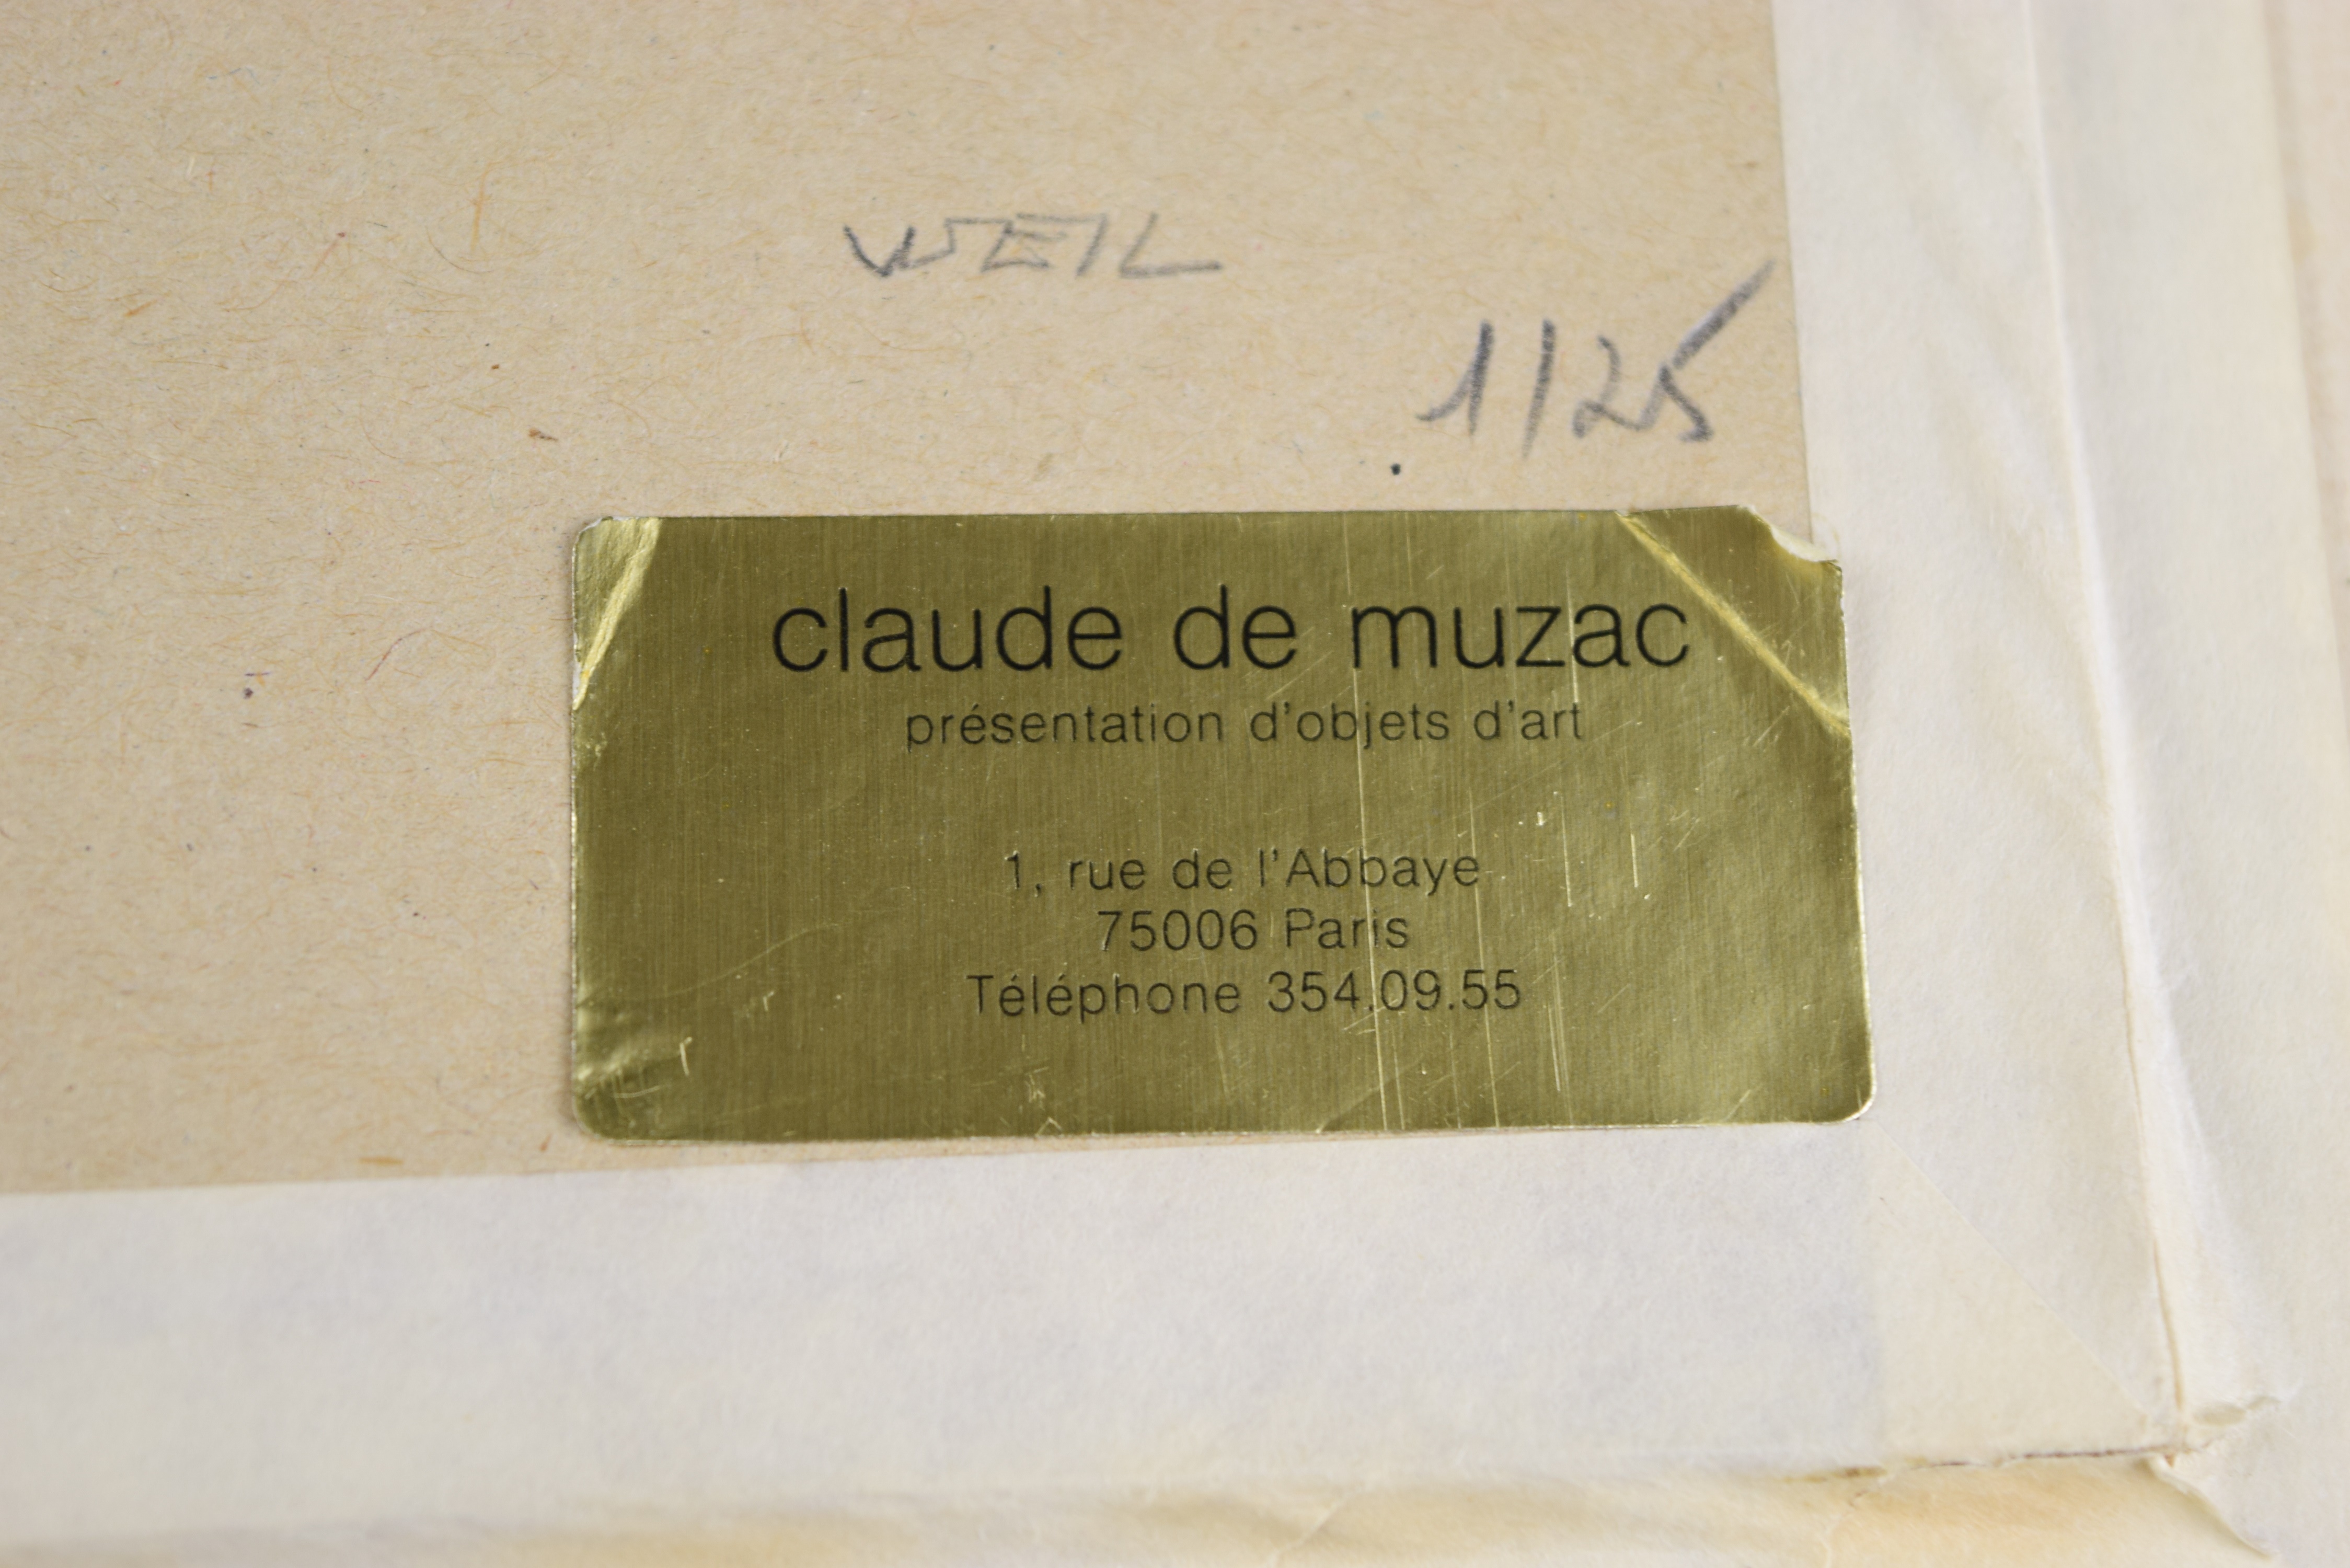 WEIL
1/25
claude de muzac
présentation d'objets d'art
1, rue de l'Abbaye
75006 Paris
Téléphone 354.09.55